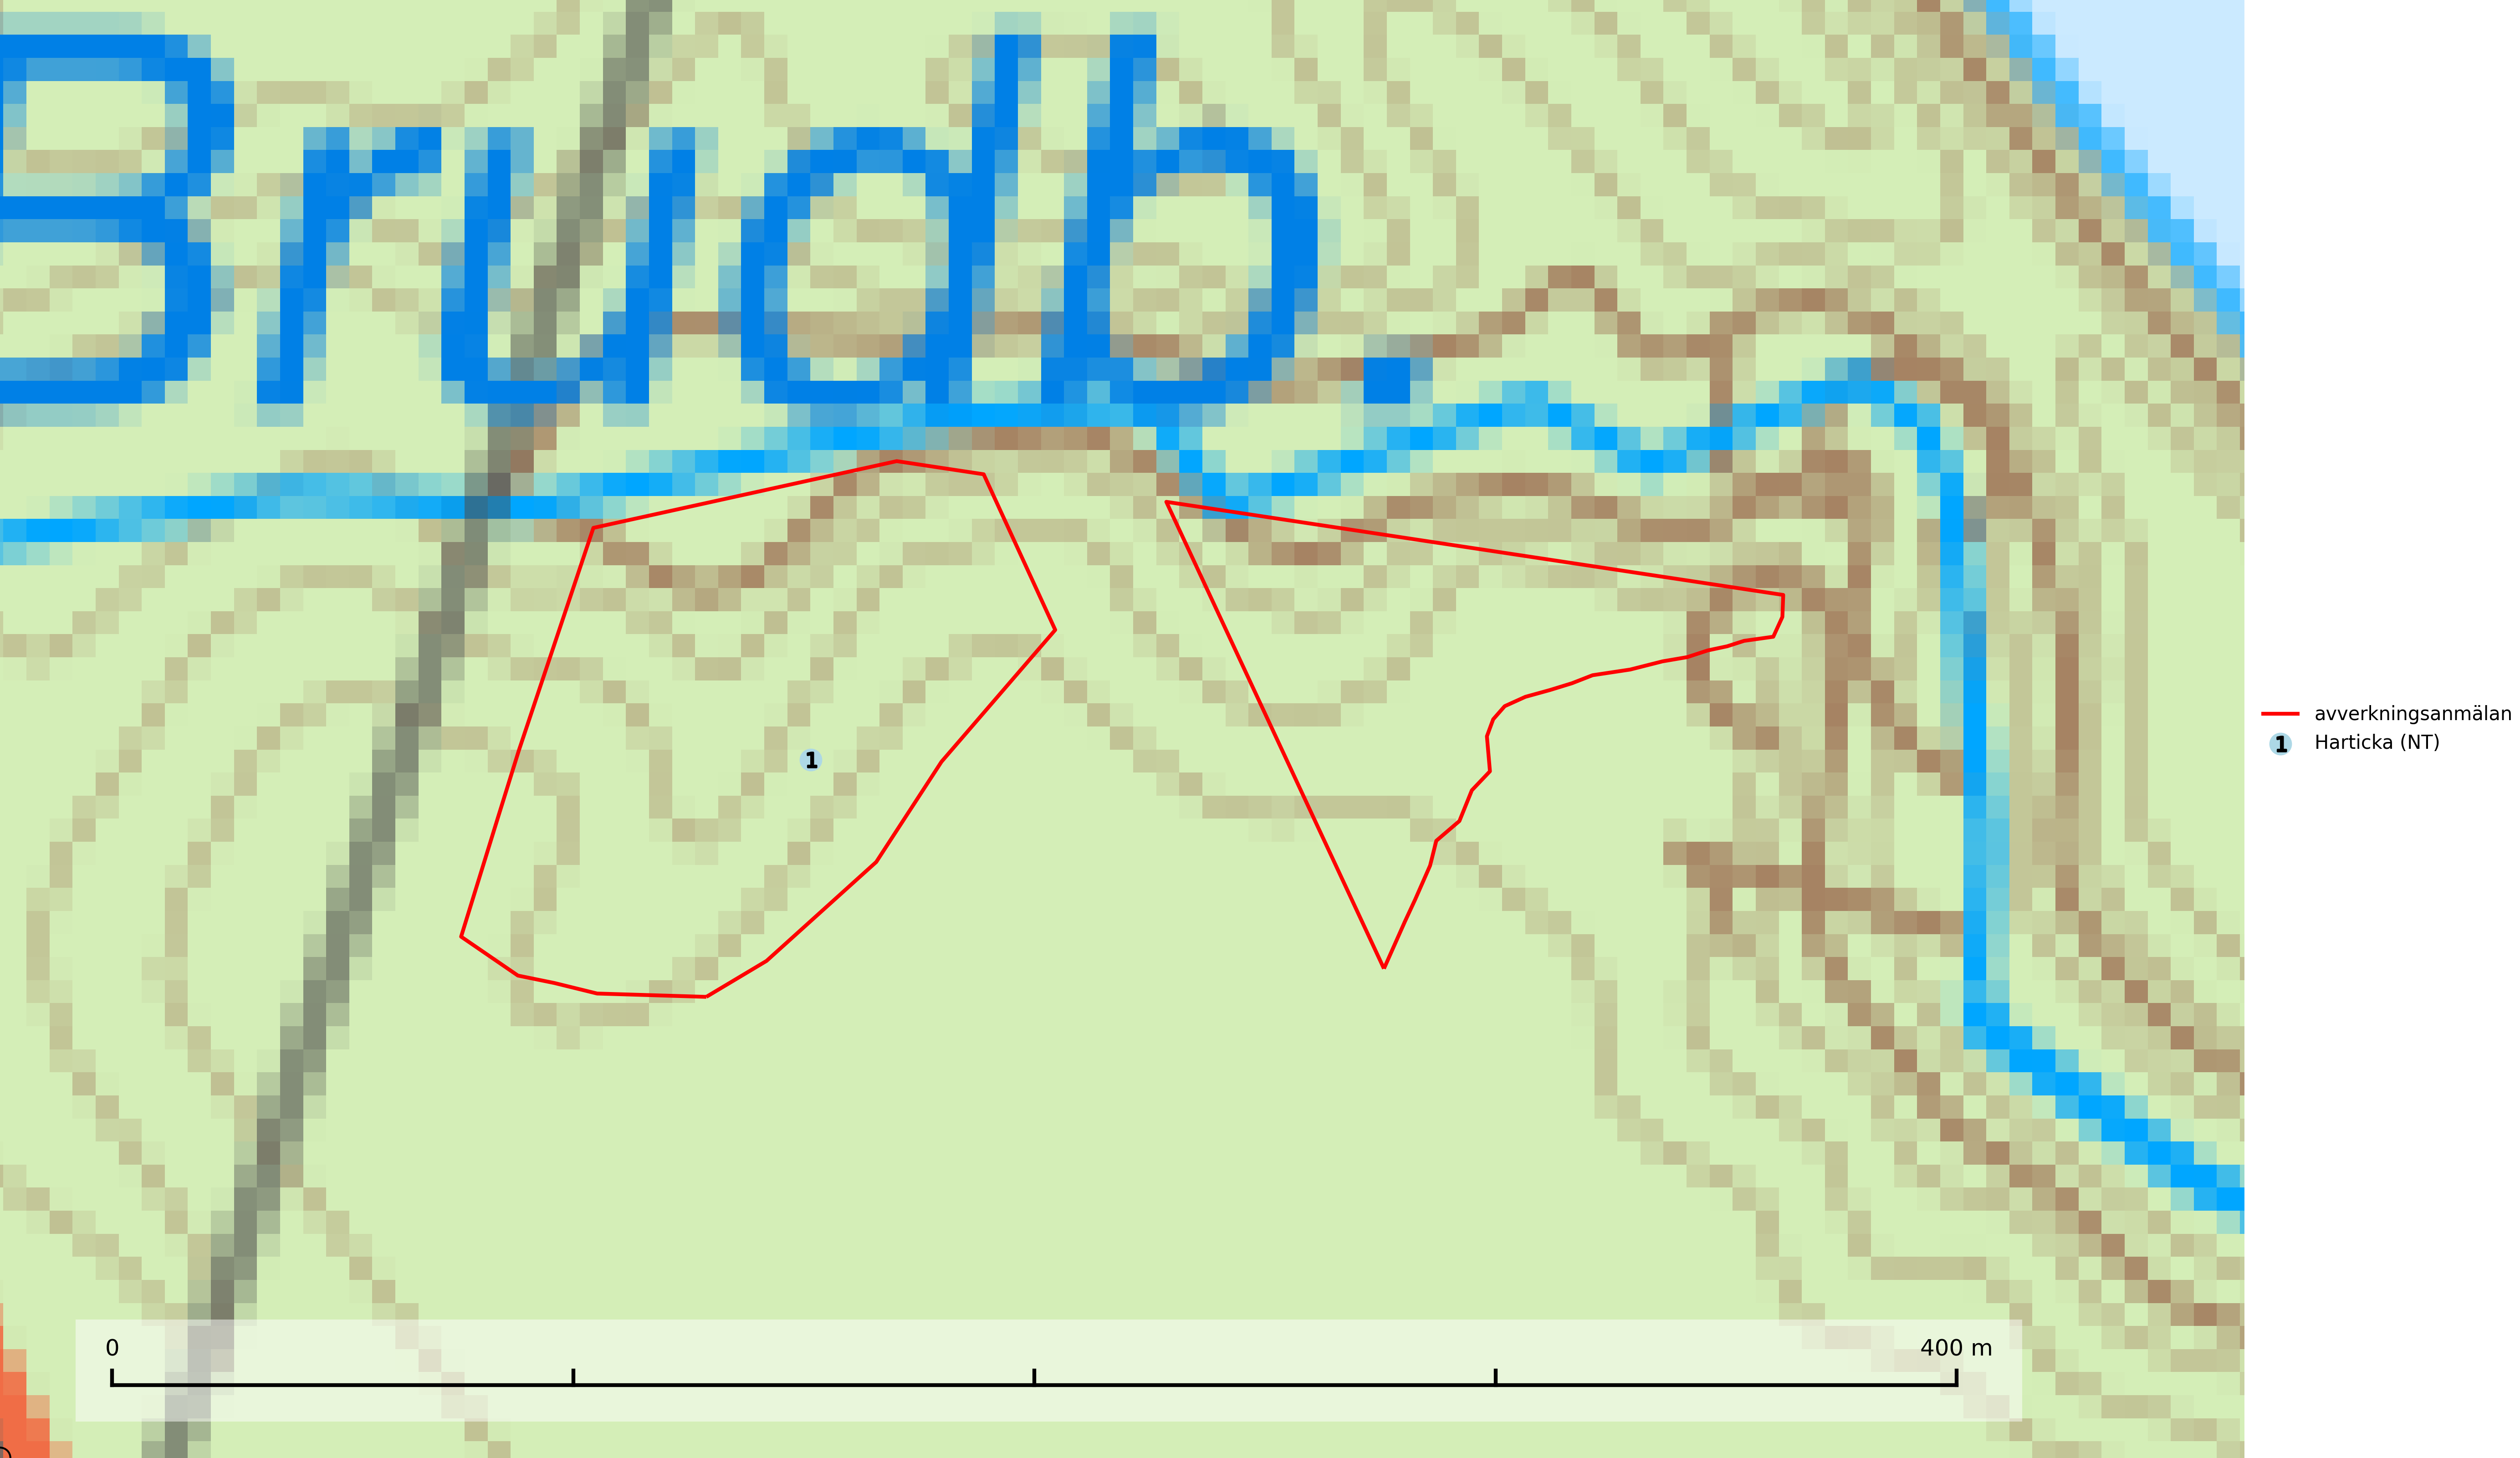 Brudb.
1
avverkningsanmälan
1 Harticka (NT)
0 400 m